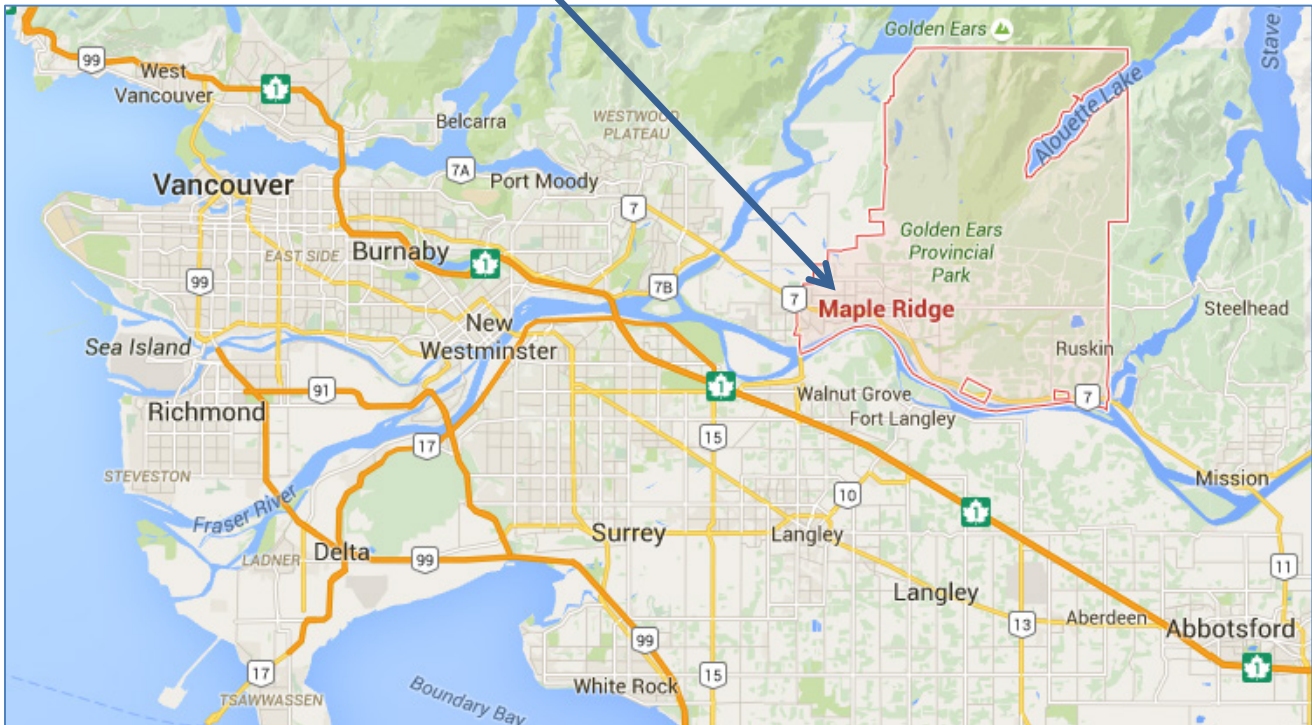 Golden Ears
Stave
99
West
Vancouver
1
Belcarra
WESTWOOD
PLATEAU
Alouette Lake
7A
Port Moody
Vancouver
7
EAST SIDE
Burnaby
1
Golden Ears
Provincial
Park
99
7B
7
Maple Ridge
Steelhead
New
Westminster
Sea Island
Ruskin
91
1
Walnut Grove
7
Richmond
Fort Langley
15
17
STEVESTON
Mission
10
Fraser River
1
Surrey
Langley
Delta
LADNER
99
11
Langley
Aberdeen
13
Abbotsford
99
1
17
15
White Rock
TSAWWASSEN
Boundary Bay